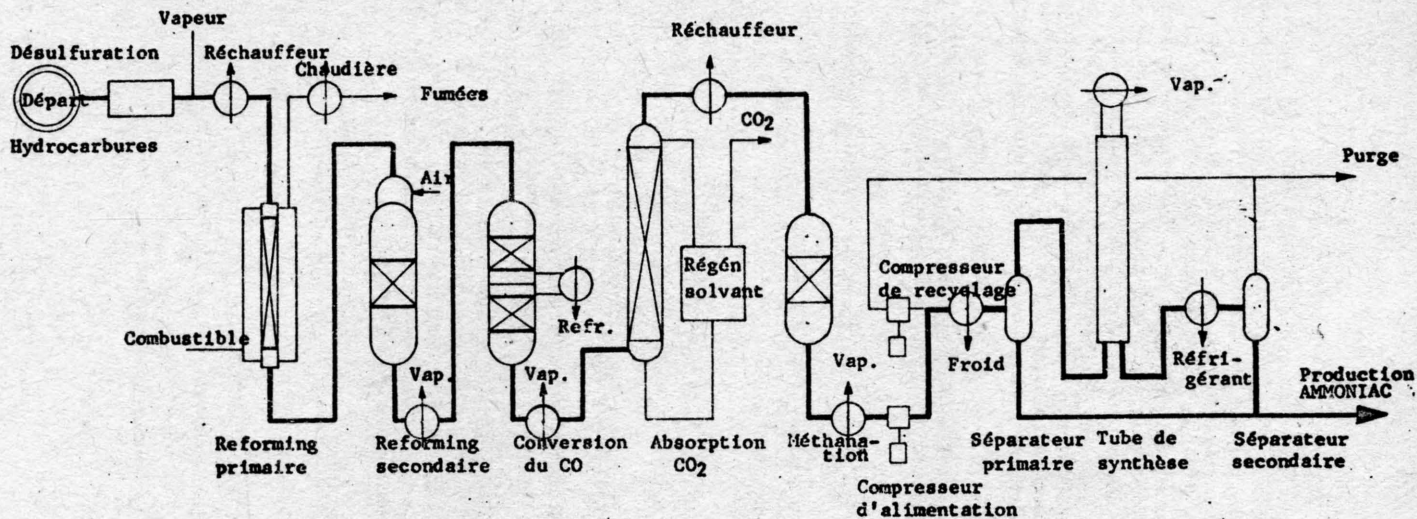 Vapeur
Désulfuration
Réchauffeur
Chaudière
Départ
Fumées
Hydrocarbures
Réchauffeur
CO2
Vap.
Purge
Air
Régén
solvant
Compresseur
de recyclage
Combustible
Vap.
Refr.
Vap.
Vap.
Froid
Réfri-
gérant
Production
AMMONIAC
Reforming
primaire
Reforming
secondaire
Conversion
du CO
Absorption
CO2
Méthana-
tion
Séparateur
primaire
Tube de
synthèse
Séparateur
secondaire
Compresseur
d'alimentation